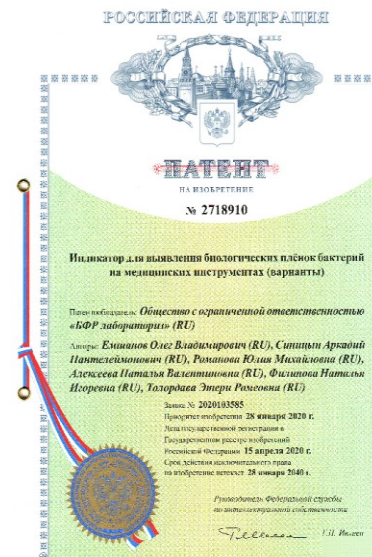 РОССИЙСКАЯ ФЕДЕРАЦИЯ
ПАТЕНТ
НА ИЗОБРЕТЕНИЕ
№ 2718910
Индикатор для выявления биологических плёнок бактерий
на медицинских инструментах (варианты)
Патентообладатель: Общество с ограниченной ответственностью
«БФР лаборатория» (RU)
Авторы: Емшанов Олег Владимирович (RU), Синицын Аркадий
Пантелеймонович (RU), Романова Юлия Михайловна (RU),
Алексеева Наталья Валентиновна (RU), Филипова Наталья
Игоревна (RU), Толордава Этери Ромеовна (RU)
Заявка № 2020103585
Приоритет изобретения 28 января 2020 г.
Дата государственной регистрации в
Государственном реестре изобретений
Российской Федерации 15 апреля 2020 г.
Срок действия исключительного права
на изобретение истекает 28 января 2040 г.
Руководитель Федеральной службы
по интеллектуальной собственности
Г.П. Ивлиев